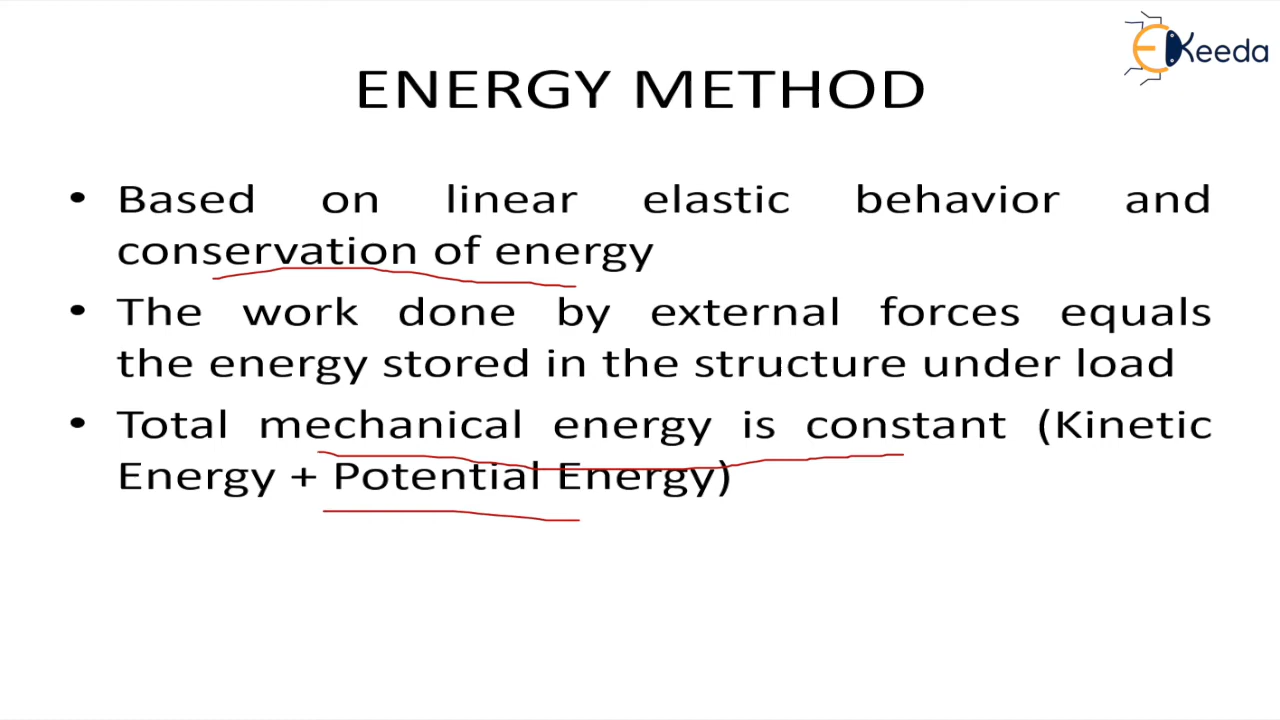 EKeeda
ENERGY METHOD
• Based on linear elastic behavior and
conservation of energy
• The work done by external forces equals
the energy stored in the structure under load
• Total mechanical energy is constant (Kinetic
Energy + Potential Energy)